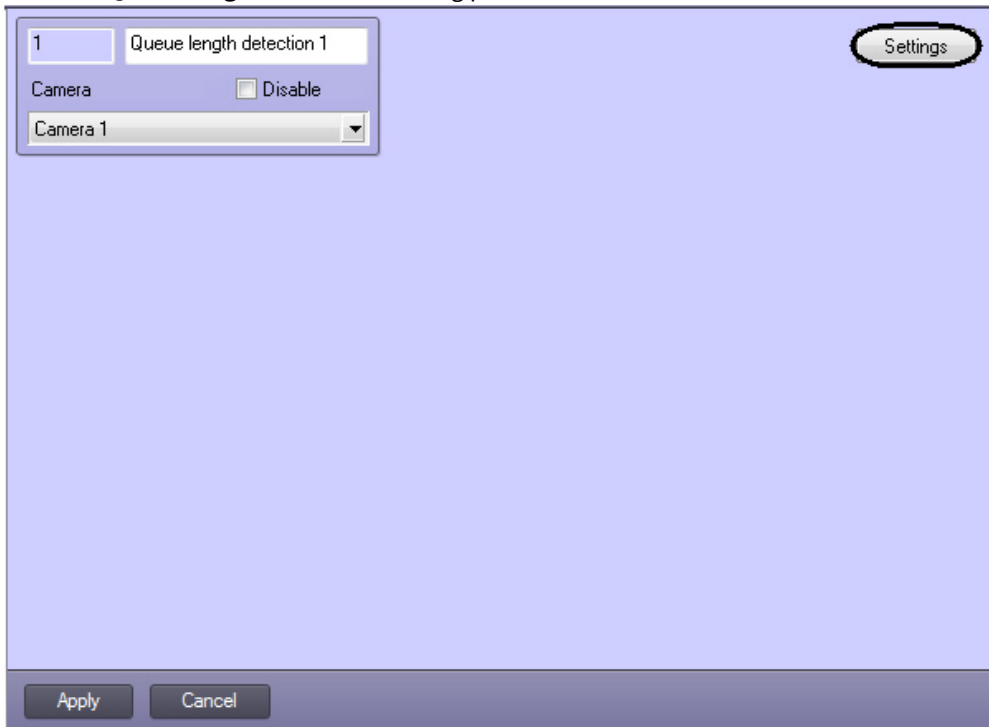 1 Queue length detection 1
Settings
Camera Disable
Camera 1
Apply Cancel